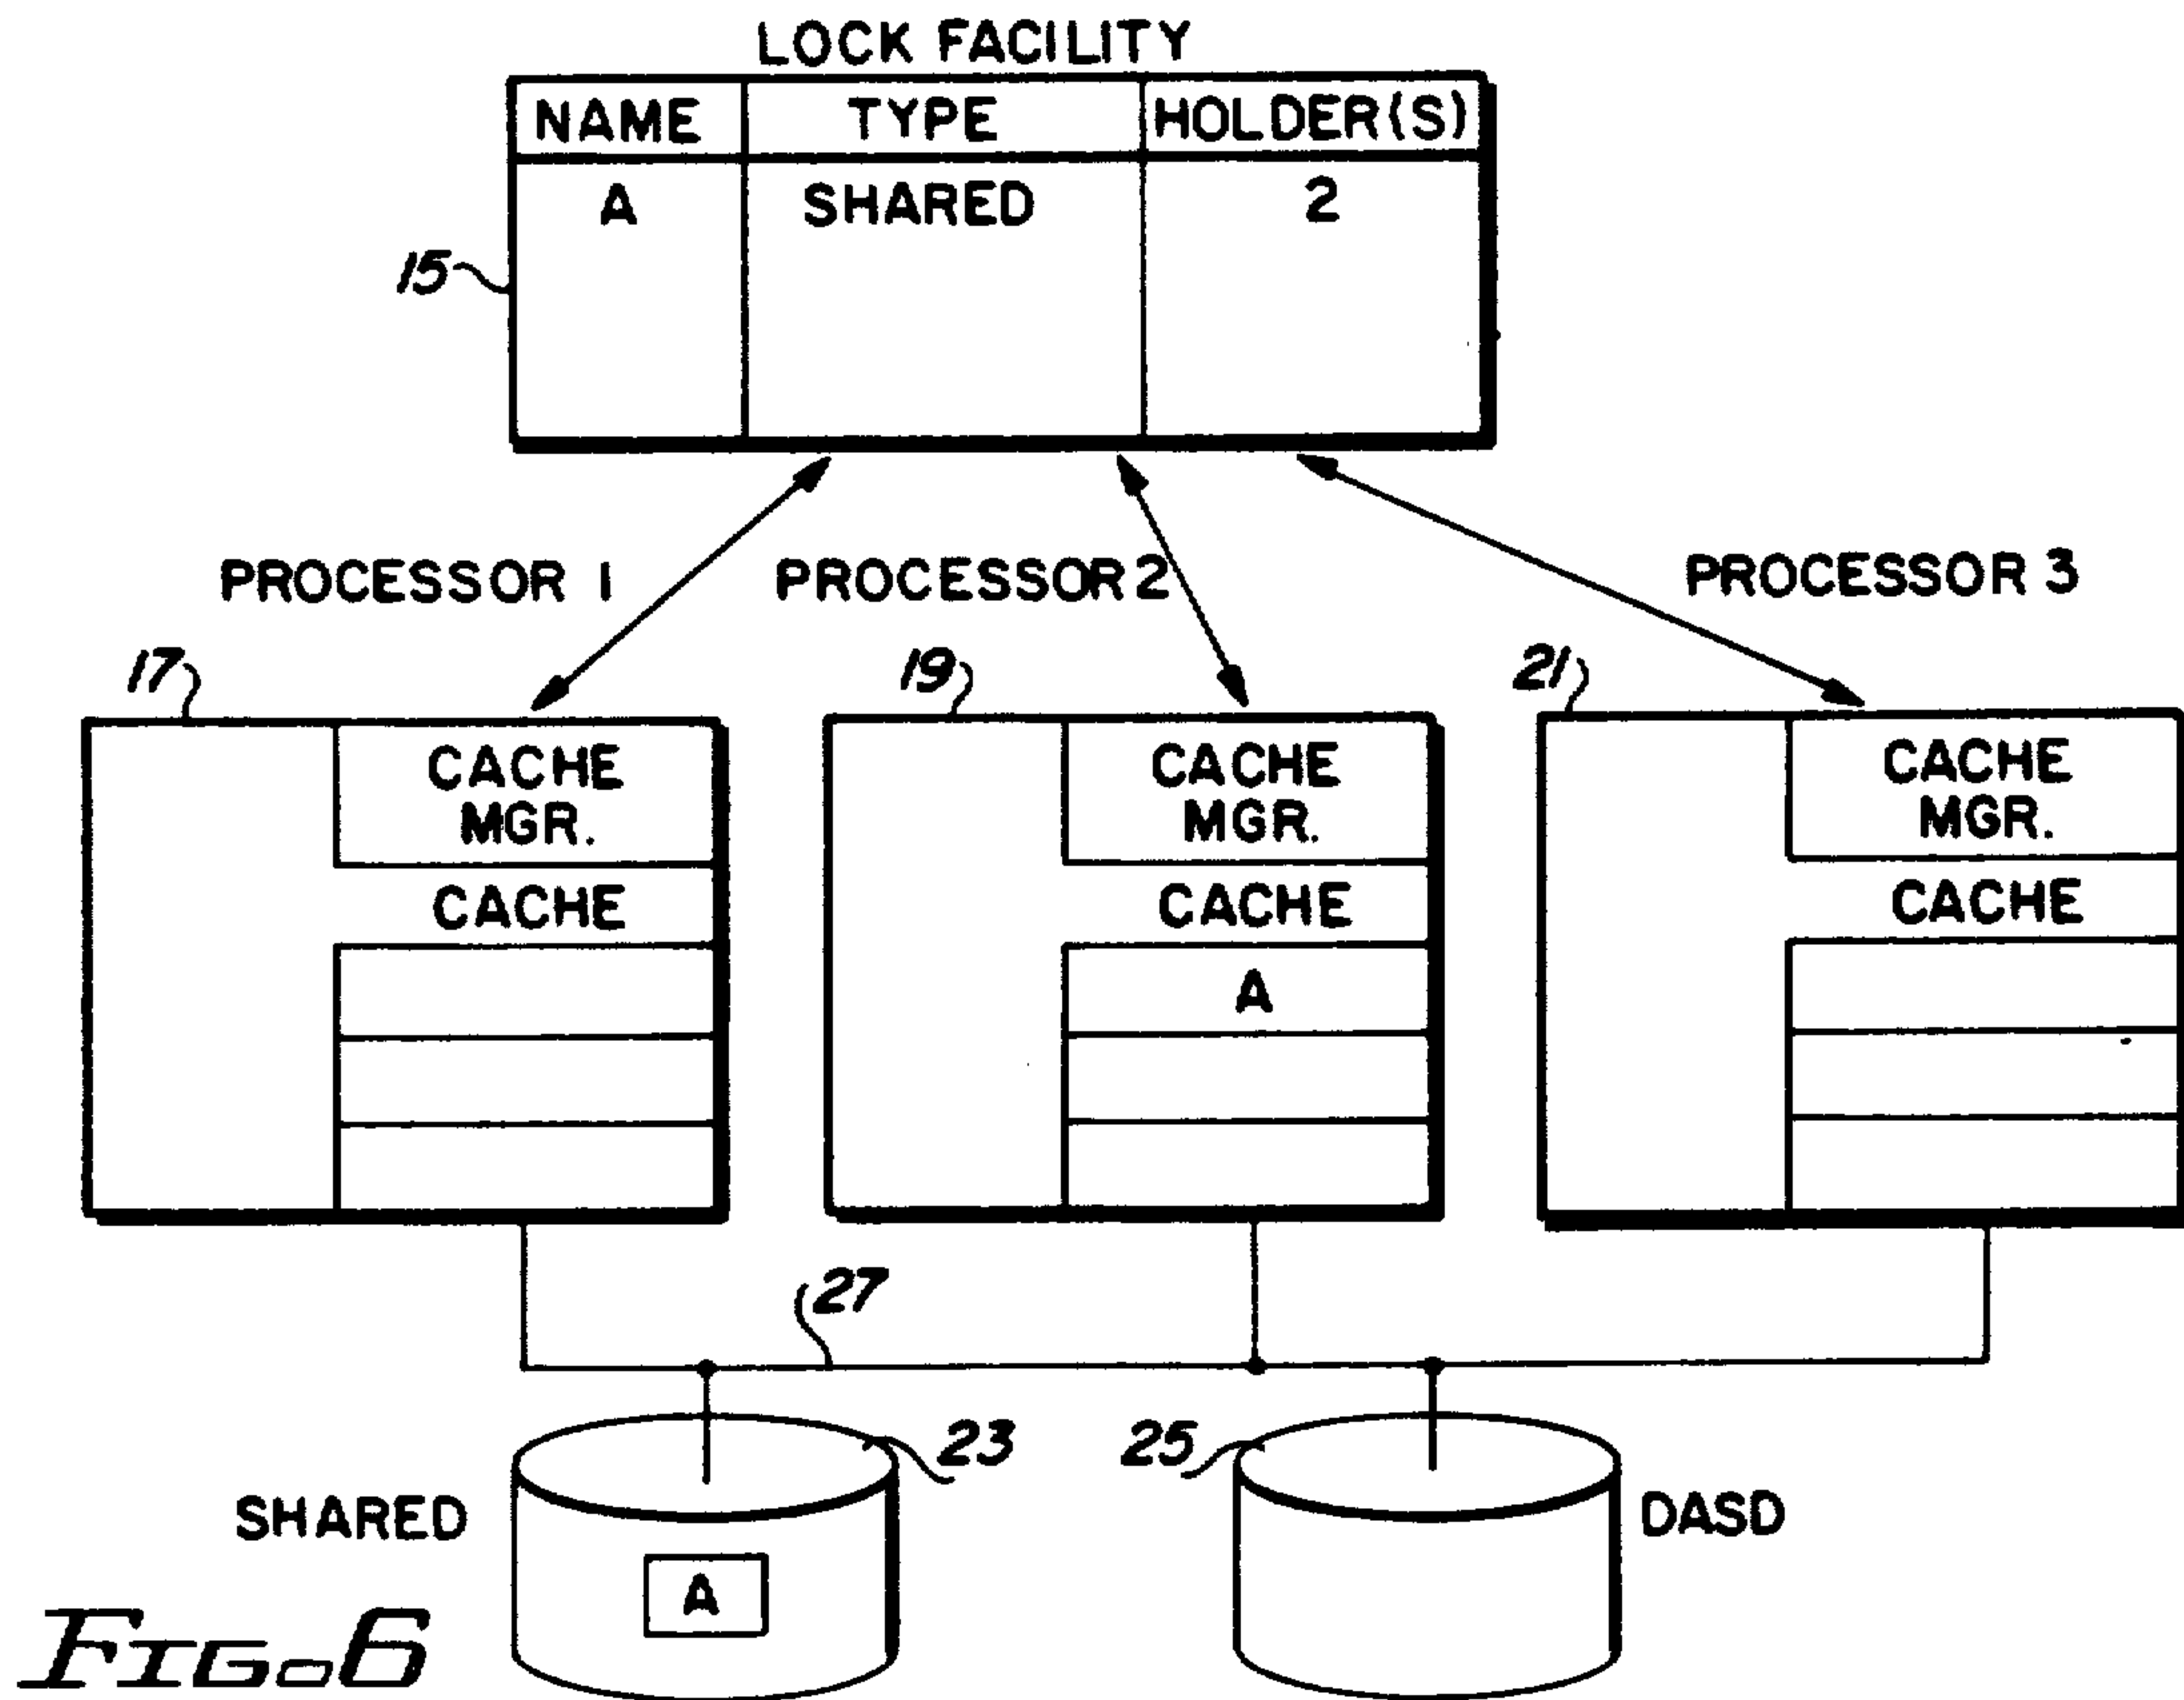 LOCK FACILITY
NAME TYPE HOLDER(S)
A SHARED 2
15
PROCESSOR 1 PROCESSOR 2 PROCESSOR 3
17 19 21
CACHE MGR. CACHE MGR. CACHE MGR.
CACHE CACHE CACHE
A
27
23 25
SHARED DASD
A
FIG. 6